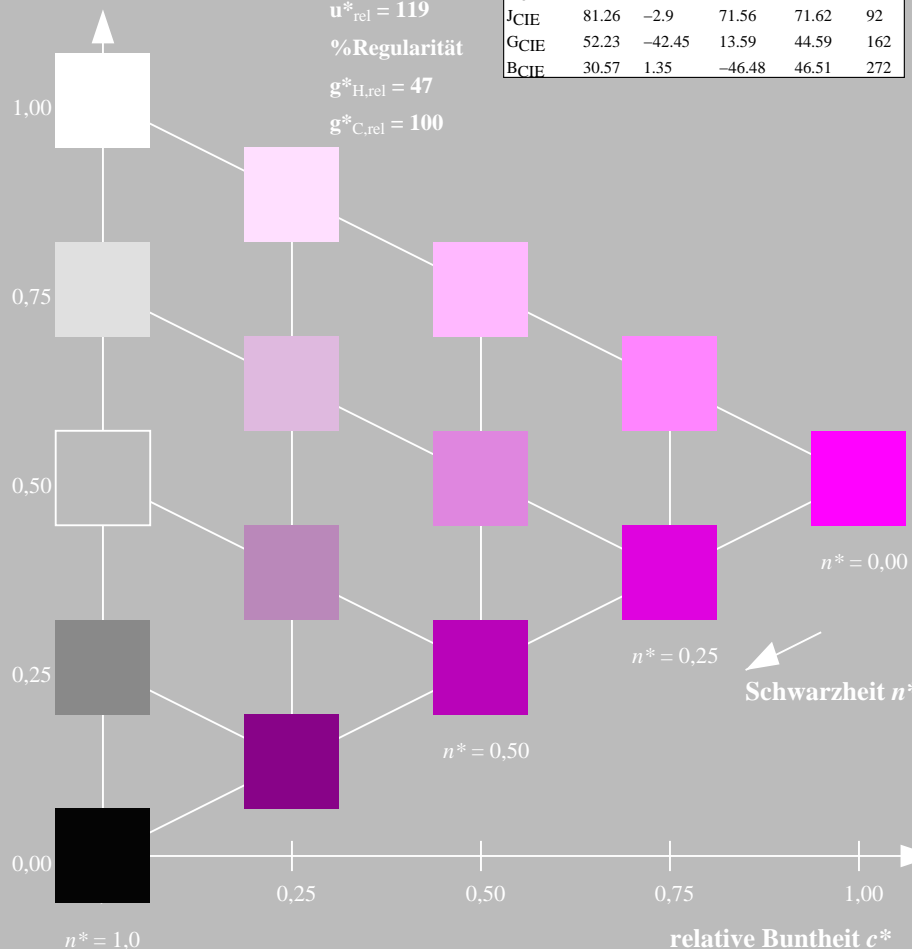 u*rel = 119
%Regularität
g*H,rel = 47
g*C,rel = 100
JCIE 81.26 −2.9 71.56 71.62 92
GCIE 52.23 −42.45 13.59 44.59 162
BCIE 30.57 1.35 −46.48 46.51 272
1,00
0,75
0,50
0,25
0,00
n* = 0,00
n* = 0,25
Schwarzheit n*
n* = 0,50
0,25 0,50 0,75 1,00
n* = 1,0
relative Buntheit c*